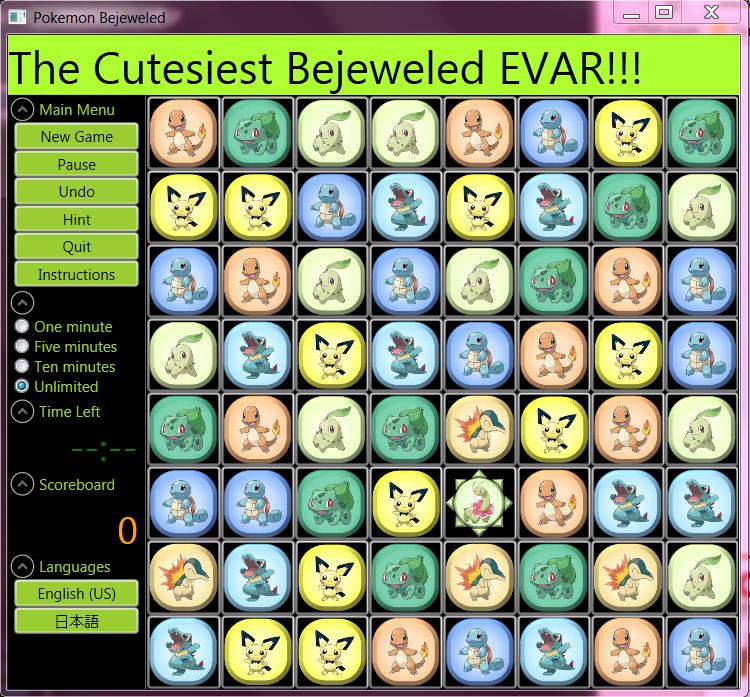 Pokemon Bejeweled
The Cutesiest Bejeweled EVAR!!!
Main Menu
New Game
Pause
Undo
Hint
Quit
Instructions
One minute
Five minutes
Ten minutes
Unlimited
Time Left
--:--
Scoreboard
0
Languages
English (US)
日本語